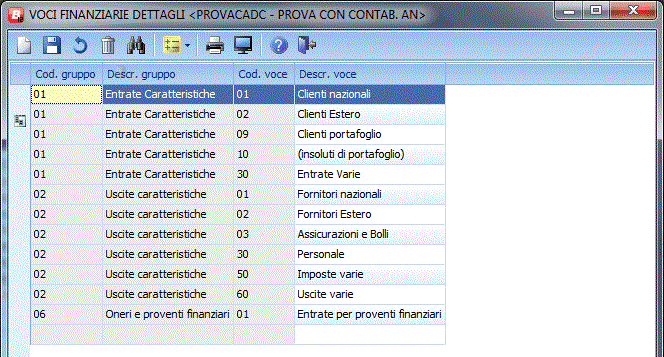 VOCI FINANZIARIE DETTAGLI <PROVACADC - PROVA CON CONTAB. AN>
Cod. gruppo Descr. gruppo Cod. voce Descr. voce
01 Entrate Caratteristiche 01 Clienti nazionali
01 Entrate Caratteristiche 02 Clienti Estero
01 Entrate Caratteristiche 09 Clienti portafoglio
01 Entrate Caratteristiche 10 (insoluti di portafoglio)
01 Entrate Caratteristiche 30 Entrate Varie
02 Uscite caratteristiche 01 Fornitori nazionali
02 Uscite caratteristiche 02 Fornitori Estero
02 Uscite caratteristiche 03 Assicurazioni e Bolli
02 Uscite caratteristiche 30 Personale
02 Uscite caratteristiche 50 Imposte varie
02 Uscite caratteristiche 60 Uscite varie
06 Oneri e proventi finanziari 01 Entrate per proventi finanziari